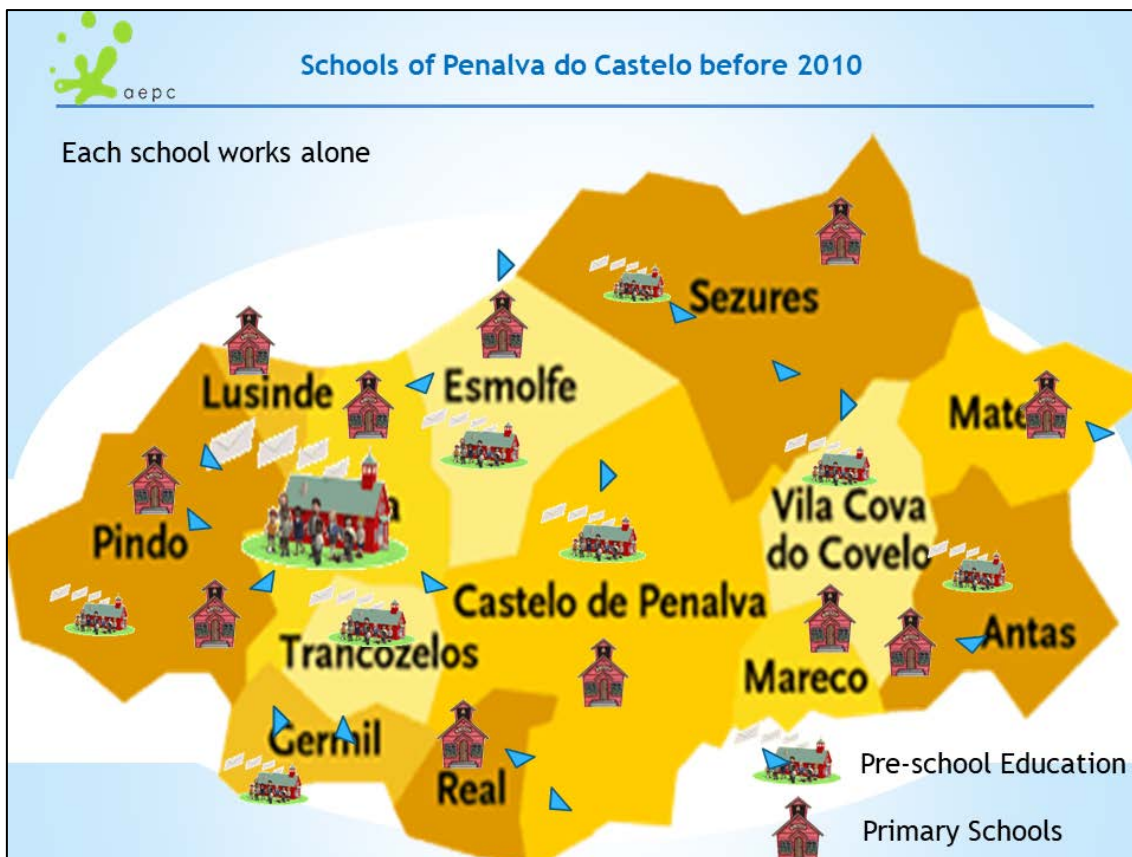 aepc
Schools of Penalva do Castelo before 2010
Each school works alone
Sezures
Lusinde
Esmolfe
Pindo
Vila Cova
do Covelo
Castelo de Penalva
Trancozelos
Antas
Mareco
Germil
Real
Pre-school Education
Primary Schools